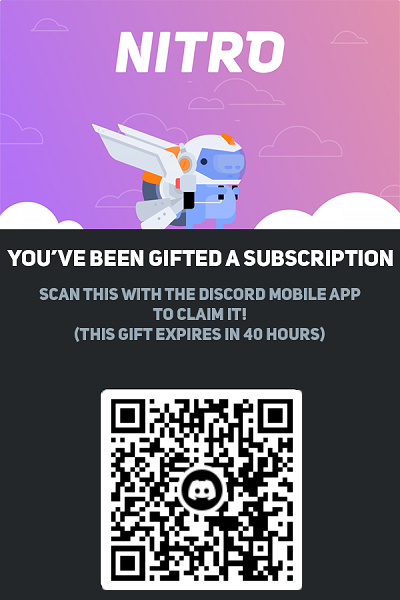 NITRO
YOU'VE BEEN GIFTED A SUBSCRIPTION
SCAN THIS WITH THE DISCORD MOBILE APP
TO CLAIM IT!
(THIS GIFT EXPIRES IN 40 HOURS)